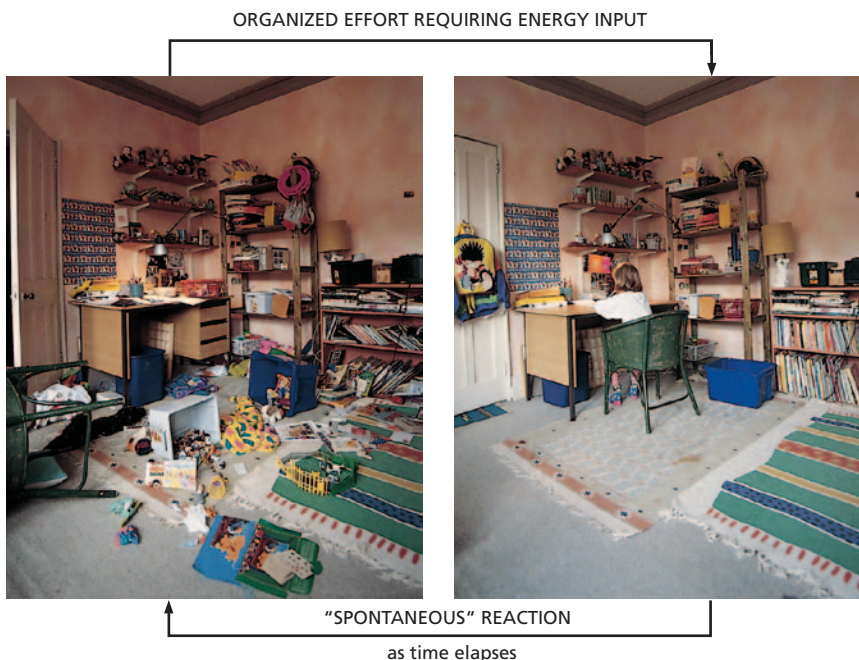 ORGANIZED EFFORT REQUIRING ENERGY INPUT
"SPONTANEOUS“ REACTION
as time elapses